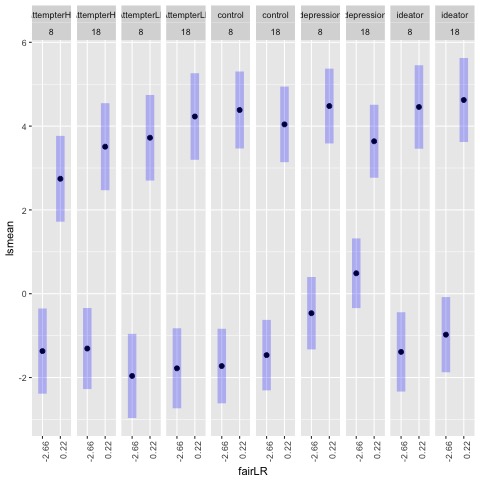 ttempterH ttempterH ttempterL ttempterL control control depression depression ideator ideator
8 18 8 18 8 18 8 18 8 18
lsmean
4
2
0
-2
-2.66 0.22 -2.66 0.22 -2.66 0.22 -2.66 0.22 -2.66 0.22 -2.66 0.22 -2.66 0.22 -2.66 0.22 -2.66 0.22 -2.66 0.22
fairLR